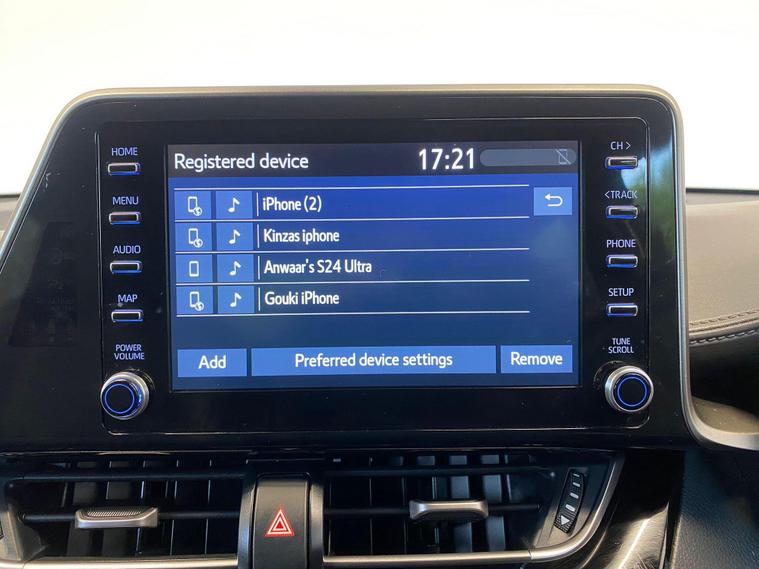 HOME
MENU
AUDIO
MAP
POWER
VOLUME
Registered device 17:21
iPhone (2)
Kinzas iphone
Anwaar's S24 Ultra
Gouki iPhone
Add Preferred device settings Remove
CH >
< TRACK
PHONE
SETUP
TUNE
SCROLL